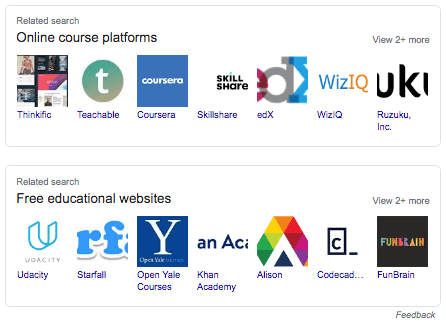 Related search
Online course platforms
View 2+ more
t
coursera
SKILL
SHARE
edX
WizIQ
uku
Thinkific
Teachable
Coursera
Skillshare
edX
WizIQ
Ruzuku,
Inc.
Related search
Free educational websites
View 2+ more
UDACITY
rfa
Y
Open Yale
courses
an Aca
c_
FUNBRAIN
Udacity
Starfall
Open Yale
Courses
Khan
Academy
Alison
Codecad...
FunBrain
Feedback